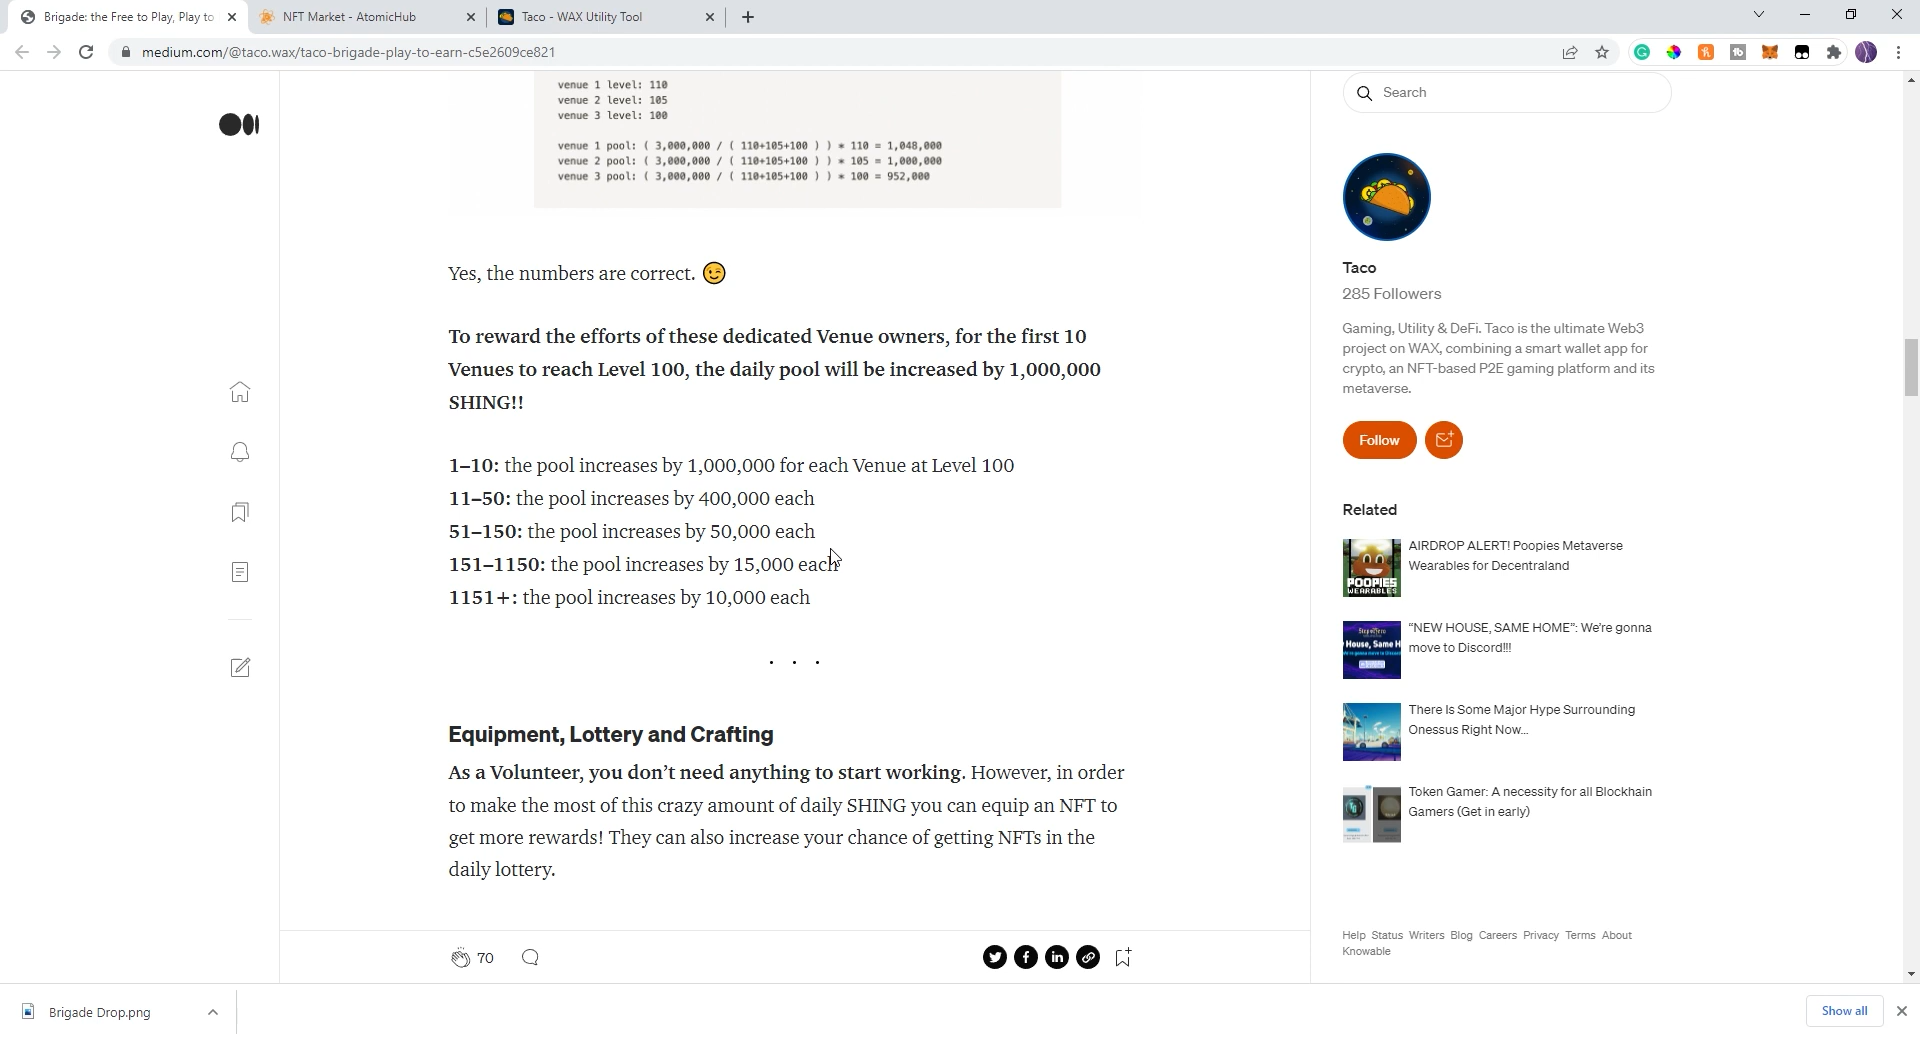 Brigade: the Free to Play, Play to
NFT Market - AtomicHub
Taco - WAX Utility Tool
medium.com/@taco.wax/taco-brigade-play-to-earn-c5e2609ce821
venue 1 level: 110
venue 2 level: 105
venue 3 level: 100
venue 1 pool: ( 3,000,000 / ( 110+105+100 ) ) * 110 = 1,048,000
venue 2 pool: ( 3,000,000 / ( 110+105+100 ) ) * 105 = 1,000,000
venue 3 pool: ( 3,000,000 / ( 110+105+100 ) ) * 100 = 952,000
Yes, the numbers are correct. 😉
To reward the efforts of these dedicated Venue owners, for the first 10
Venues to reach Level 100, the daily pool will be increased by 1,000,000
SHING!!
1–10: the pool increases by 1,000,000 for each Venue at Level 100
11–50: the pool increases by 400,000 each
51–150: the pool increases by 50,000 each
151–1150: the pool increases by 15,000 each
1151+: the pool increases by 10,000 each
. . .
Equipment, Lottery and Crafting
As a Volunteer, you don’t need anything to start working. However, in order
to make the most of this crazy amount of daily SHING you can equip an NFT to
get more rewards! They can also increase your chance of getting NFTs in the
daily lottery.
70
Search
Taco
285 Followers
Gaming, Utility & DeFi. Taco is the ultimate Web3
project on WAX, combining a smart wallet app for
crypto, an NFT-based P2E gaming platform and its
metaverse.
Follow
Related
AIRDROP ALERT! Poopies Metaverse
Wearables for Decentraland
POOPIES
WEARABLES
“NEW HOUSE, SAME HOME”: We’re gonna
move to Discord!!!
House, Same H
There Is Some Major Hype Surrounding
Onessus Right Now...
Token Gamer: A necessity for all Blockhain
Gamers (Get in early)
Help Status Writers Blog Careers Privacy Terms About
Knowable
Brigade Drop.png
Show all